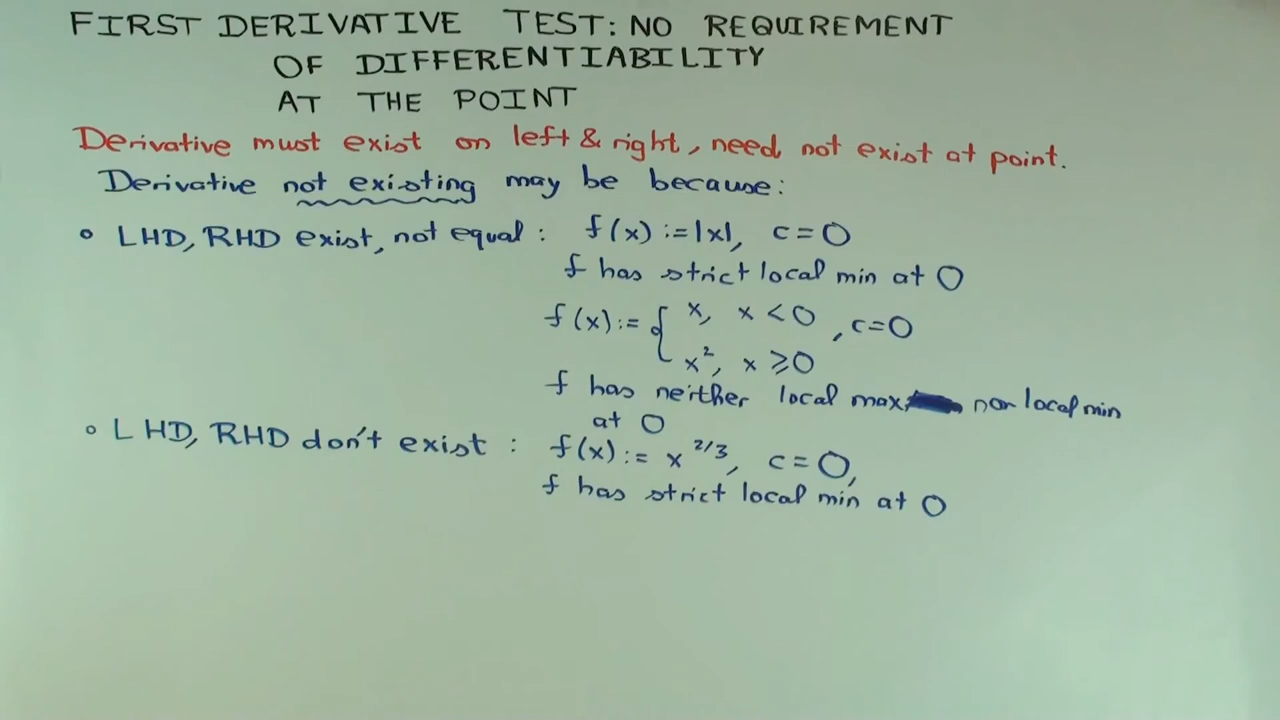 FIRST DERIVATIVE TEST: NO REQUIREMENT
OF DIFFERENTIABILITY
AT THE POINT
Derivative must exist on left & right, need not exist at point.
Derivative not existing may be because:
∘ LHD, RHD exist, not equal: f(x) := |x|, c=0
f has strict local min at 0
f(x) := { x, x < 0 , c=0
x², x ≥ 0
f has neither local max nor local min
at 0
∘ LHD, RHD don't exist : f(x) := x^2/3, c=0,
f has strict local min at 0